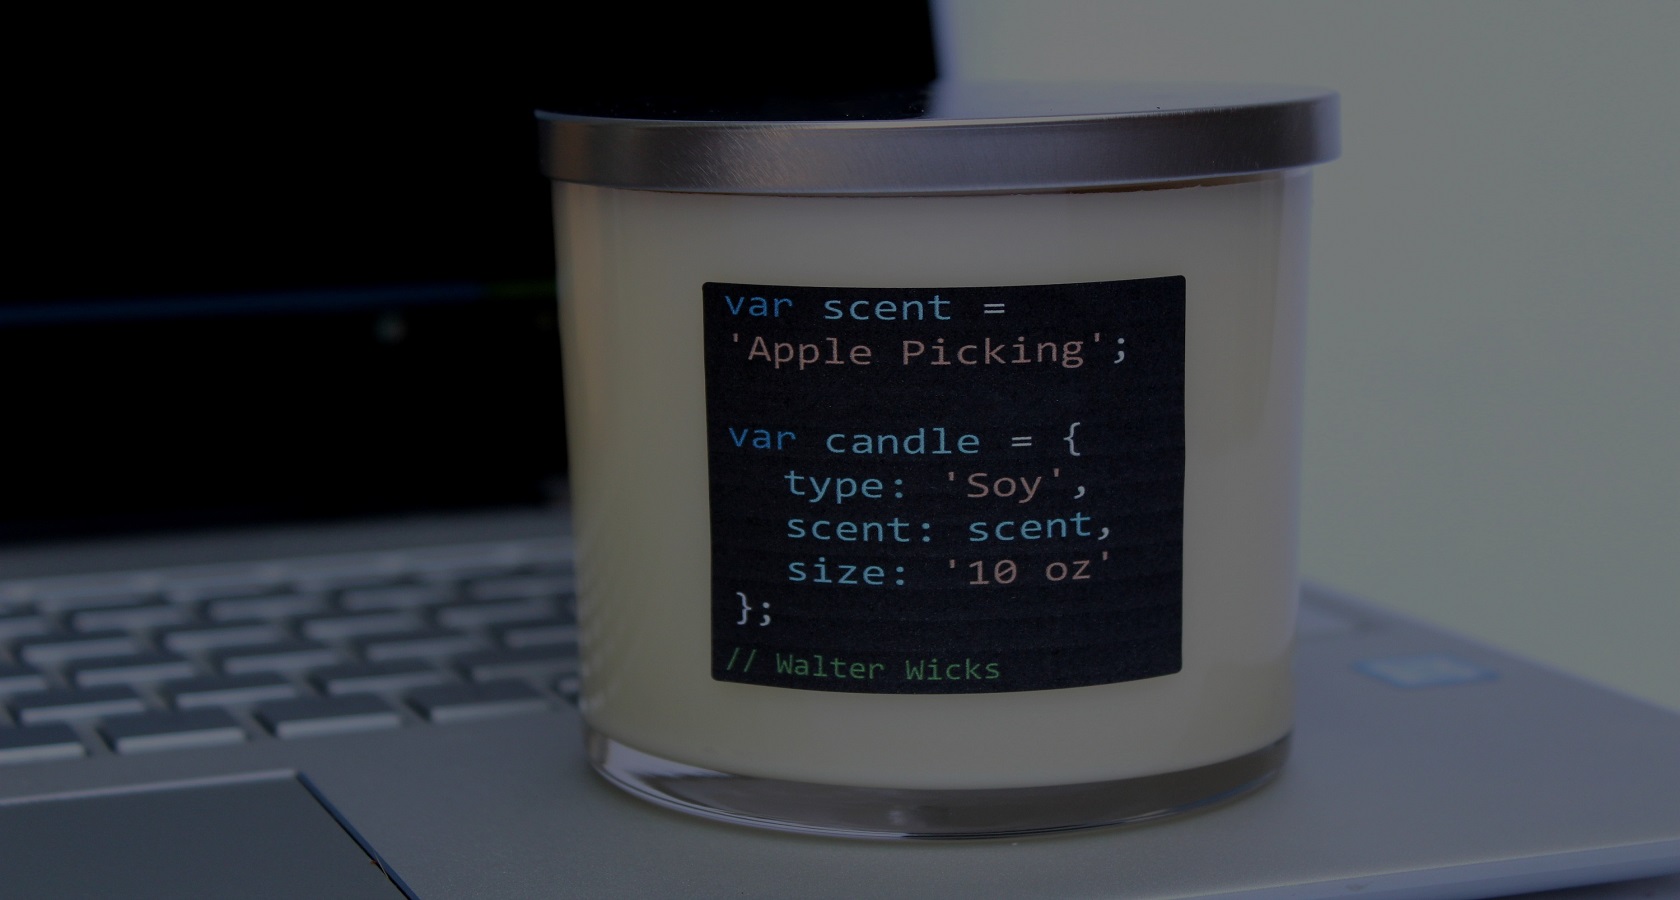 var scent =
'Apple Picking';
var candle = {
type: 'Soy',
scent: scent,
size: '10 oz'
};
// Walter Wicks